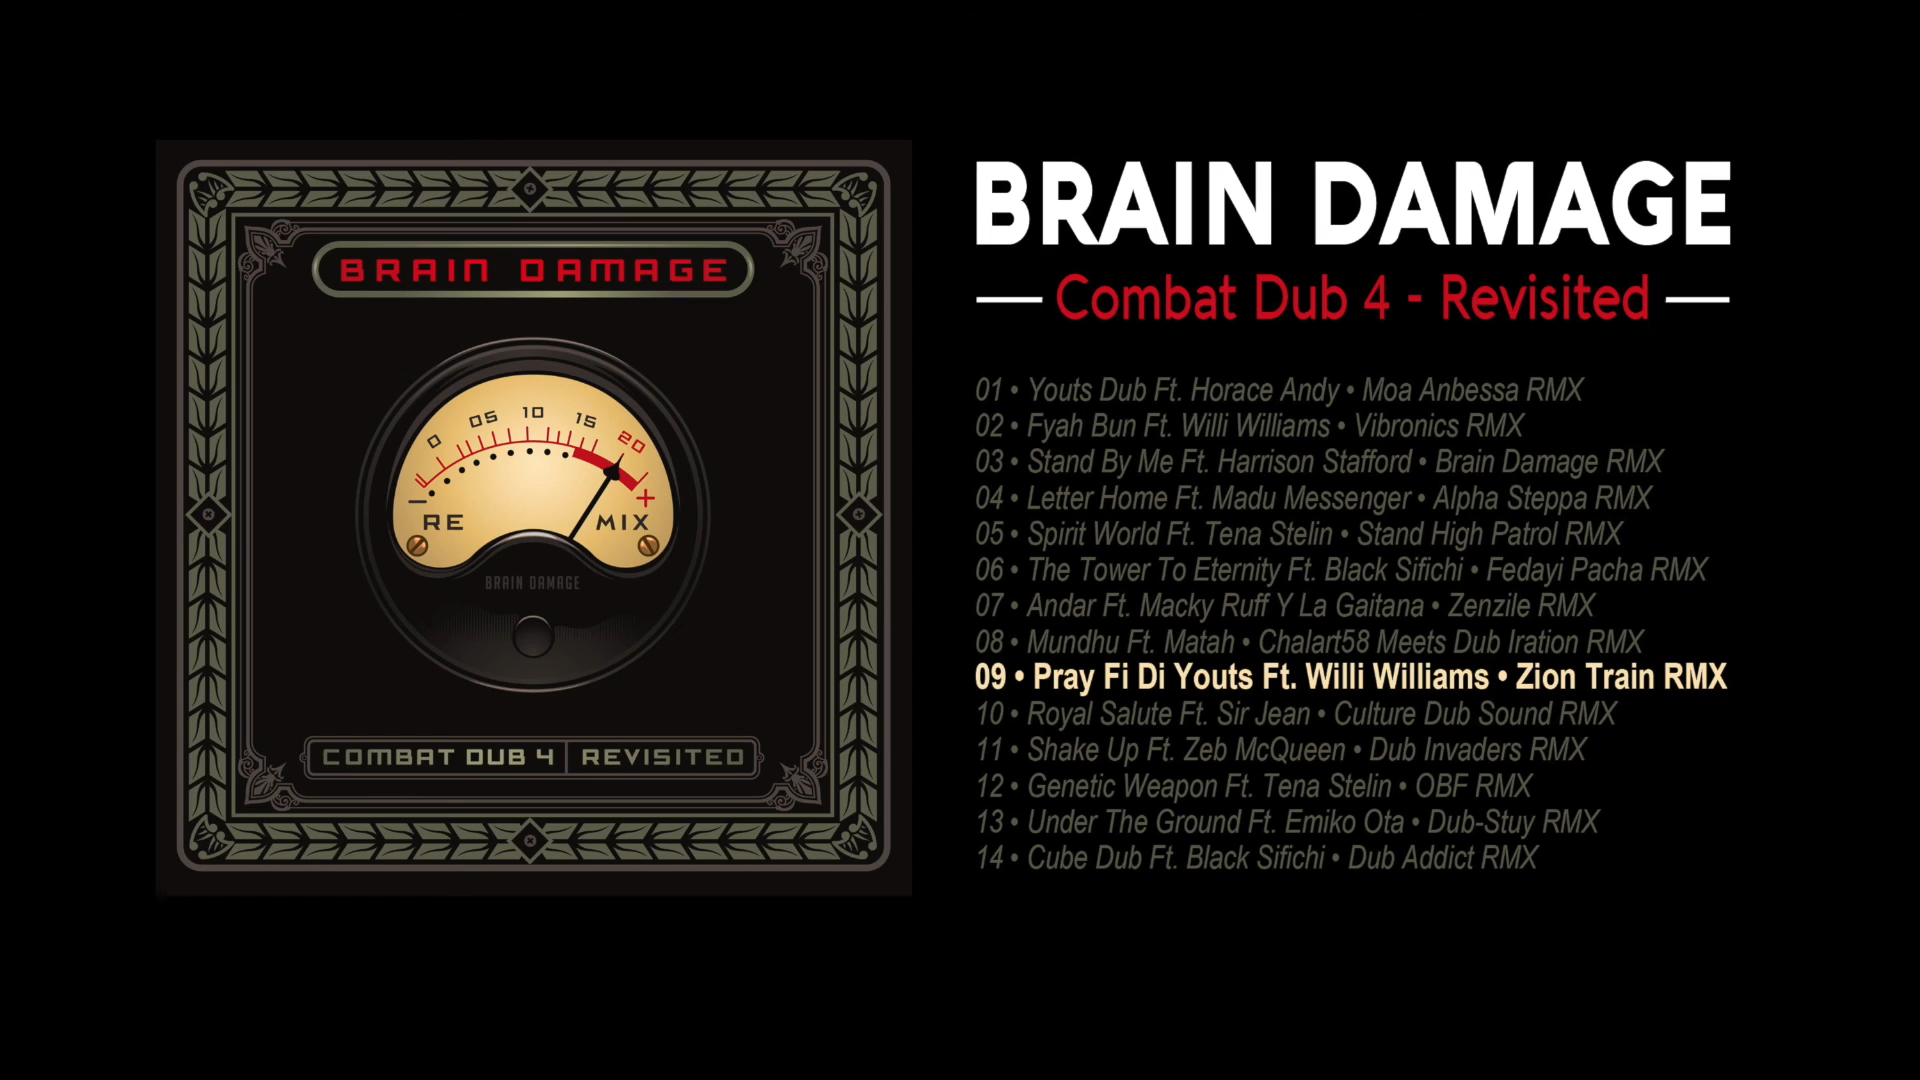 BRAIN DAMAGE
0 05 10 15 20
− +
RE MIX
BRAIN DAMAGE
COMBAT DUB 4 | REVISITED
BRAIN DAMAGE
Combat Dub 4 - Revisited
01 • Youts Dub Ft. Horace Andy • Moa Anbessa RMX
02 • Fyah Bun Ft. Willi Williams • Vibronics RMX
03 • Stand By Me Ft. Harrison Stafford • Brain Damage RMX
04 • Letter Home Ft. Madu Messenger • Alpha Steppa RMX
05 • Spirit World Ft. Tena Stelin • Stand High Patrol RMX
06 • The Tower To Eternity Ft. Black Sifichi • Fedayi Pacha RMX
07 • Andar Ft. Macky Ruff Y La Gaitana • Zenzile RMX
08 • Mundhu Ft. Matah • Chalart58 Meets Dub Iration RMX
09 • Pray Fi Di Youts Ft. Willi Williams • Zion Train RMX
10 • Royal Salute Ft. Sir Jean • Culture Dub Sound RMX
11 • Shake Up Ft. Zeb McQueen • Dub Invaders RMX
12 • Genetic Weapon Ft. Tena Stelin • OBF RMX
13 • Under The Ground Ft. Emiko Ota • Dub-Stuy RMX
14 • Cube Dub Ft. Black Sifichi • Dub Addict RMX